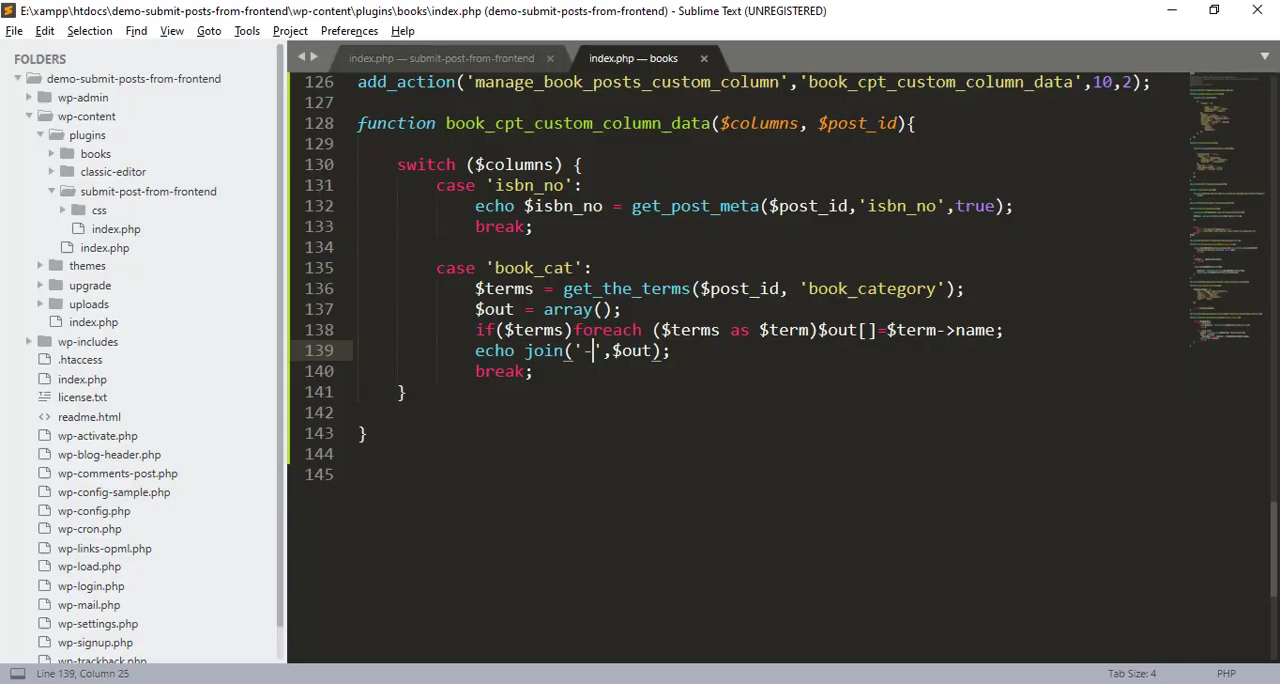 E:\xampp\htdocs\demo-submit-posts-from-frontend\wp-content\plugins\books\index.php (demo-submit-posts-from-frontend) - Sublime Text (UNREGISTERED)
File Edit Selection Find View Goto Tools Project Preferences Help
FOLDERS
demo-submit-posts-from-frontend
wp-admin
wp-content
plugins
books
classic-editor
submit-post-from-frontend
css
index.php
index.php
themes
upgrade
uploads
index.php
wp-includes
.htaccess
index.php
license.txt
readme.html
wp-activate.php
wp-blog-header.php
wp-comments-post.php
wp-config-sample.php
wp-config.php
wp-cron.php
wp-links-opml.php
wp-load.php
wp-login.php
wp-mail.php
wp-settings.php
wp-signup.php
wp-trackback.php
index.php — submit-post-from-frontend
index.php — books
126 add_action('manage_book_posts_custom_column','book_cpt_custom_column_data',10,2);
127
128 function book_cpt_custom_column_data($columns, $post_id){
129
130 switch ($columns) {
131 case 'isbn_no':
132 echo $isbn_no = get_post_meta($post_id,'isbn_no',true);
133 break;
134
135 case 'book_cat':
136 $terms = get_the_terms($post_id, 'book_category');
137 $out = array();
138 if($terms)foreach ($terms as $term)$out[]=$term->name;
139 echo join('-',$out);
140 break;
141 }
142
143 }
144
145
Line 139, Column 25
Tab Size: 4
PHP